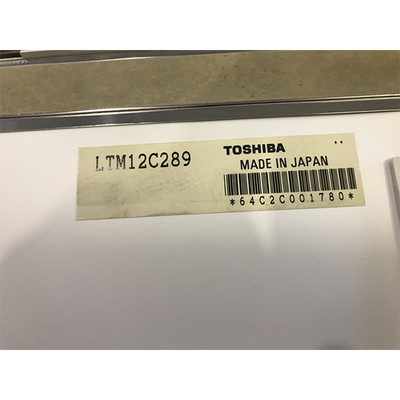 LTM12C289
TOSHIBA
MADE IN JAPAN
*64C2C001780*